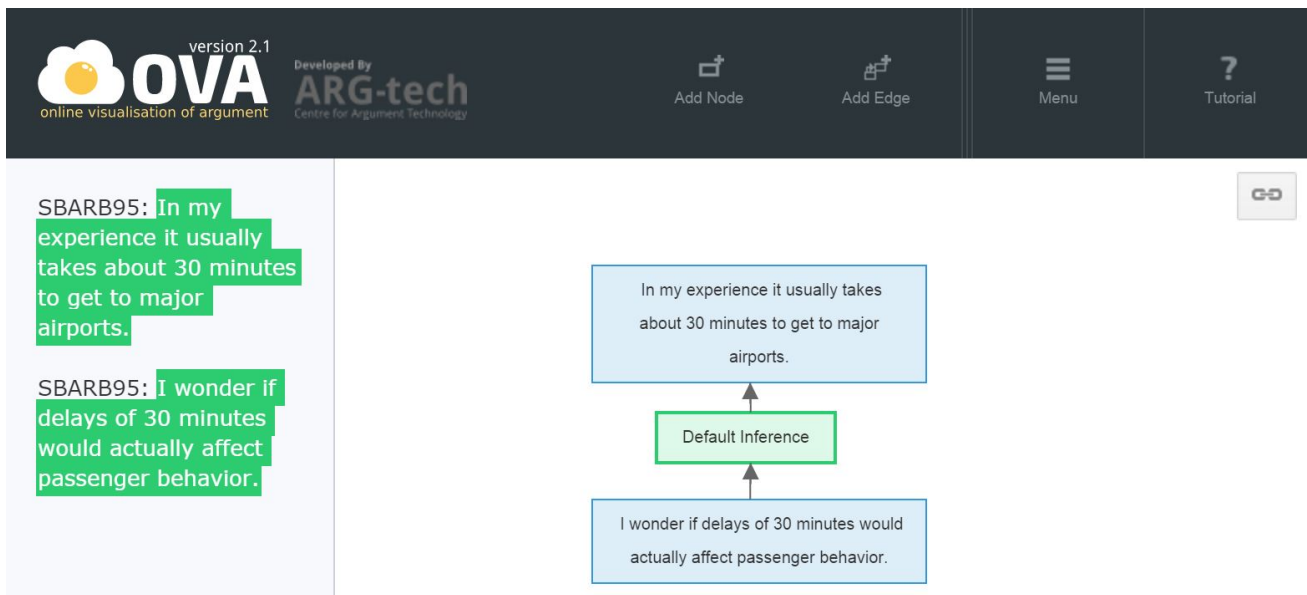 version 2.1
OVA
online visualisation of argument
Developed By
ARG-tech
Centre for Argument Technology
Add Node
Add Edge
Menu
?
Tutorial
SBARB95: In my
experience it usually
takes about 30 minutes
to get to major
airports.
SBARB95: I wonder if
delays of 30 minutes
would actually affect
passenger behavior.
In my experience it usually takes
about 30 minutes to get to major
airports.
Default Inference
I wonder if delays of 30 minutes would
actually affect passenger behavior.